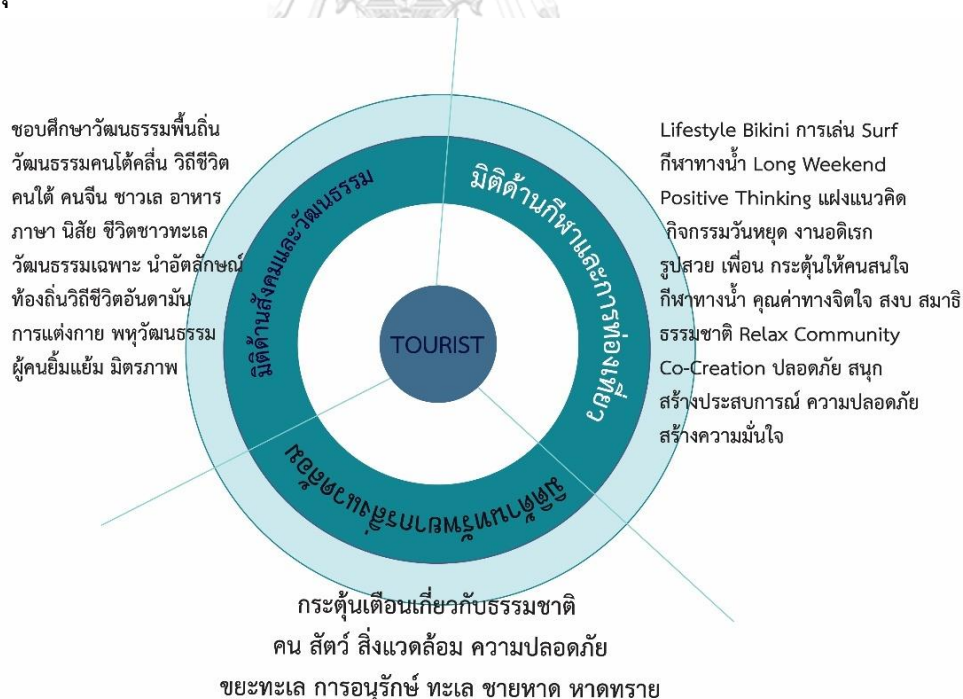 ชอบศึกษาวัฒนธรรมพื้นถิ่น
วัฒนธรรมคนโต้คลื่น วิถีชีวิต
คนใต้ คนจีน ชาวเล อาหาร
ภาษา นิสัย ชีวิตชาวทะเล
วัฒนธรรมเฉพาะ นำอัตลักษณ์
ท้องถิ่นวิถีชีวิตอันดามัน
การแต่งกาย พหุวัฒนธรรม
ผู้คนยิ้มแย้ม มิตรภาพ
มิติด้านสังคมและวัฒนธรรม
มิติด้านกีฬาและการท่องเที่ยว
TOURIST
มิติด้านทรัพยากรสิ่งแวดล้อม
Lifestyle Bikini การเล่น Surf
กีฬาทางน้ำ Long Weekend
Positive Thinking แฝงแนวคิด
กิจกรรมวันหยุด งานอดิเรก
รูปสวย เพื่อน กระตุ้นให้คนสนใจ
กีฬาทางน้ำ คุณค่าทางจิตใจ สงบ สมาธิ
ธรรมชาติ Relax Community
Co-Creation ปลอดภัย สนุก
สร้างประสบการณ์ ความปลอดภัย
สร้างความมั่นใจ
กระตุ้นเตือนเกี่ยวกับธรรมชาติ
คน สัตว์ สิ่งแวดล้อม ความปลอดภัย
ขยะทะเล การอนุรักษ์ ทะเล ชายหาด หาดทราย